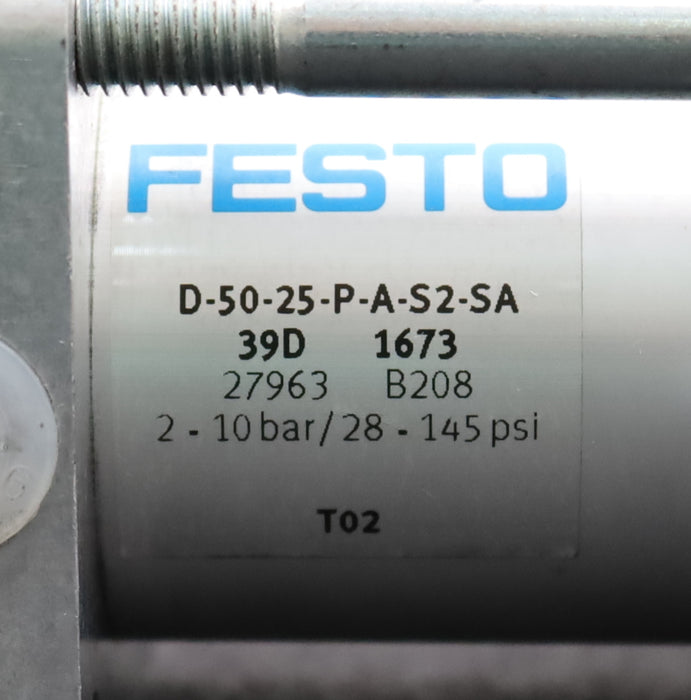 FESTO
D-50-25-P-A-S2-SA
39D 1673
27963 B208
2 - 10 bar/28 - 145 psi
T02